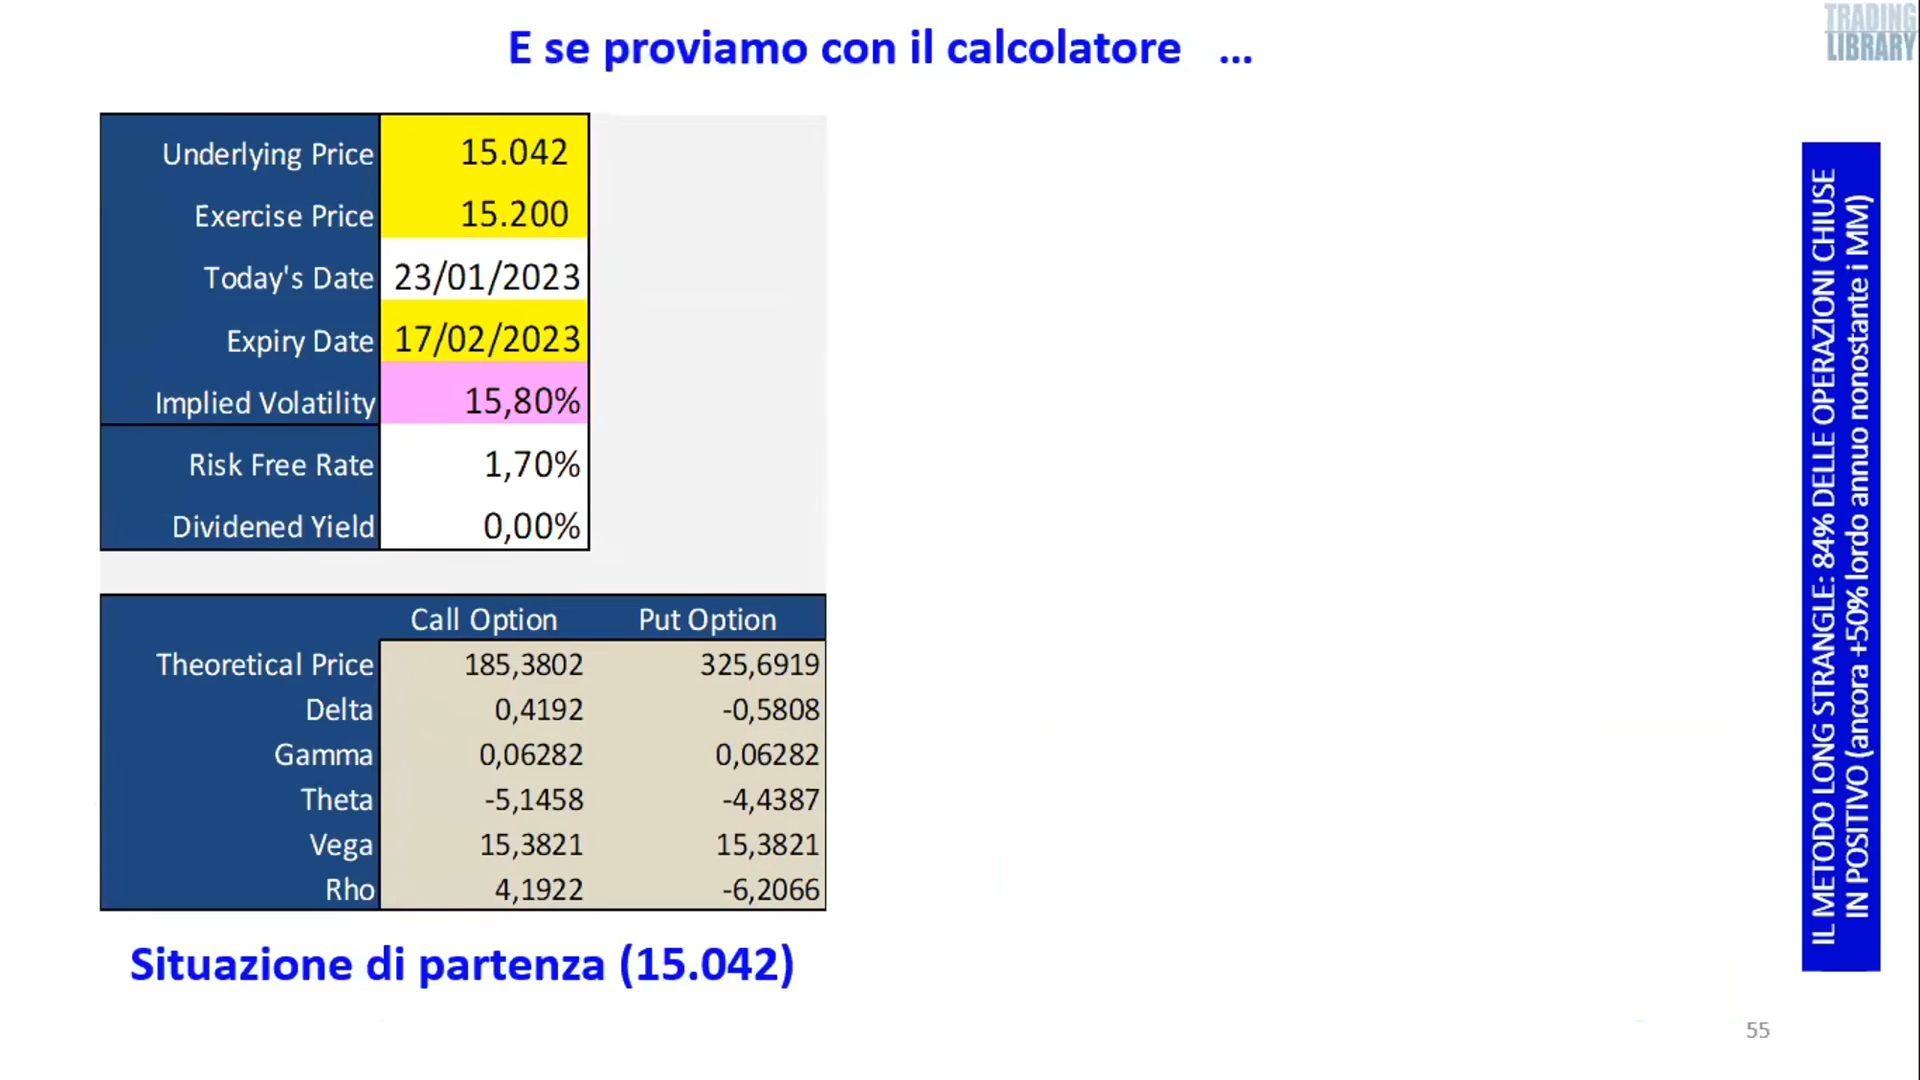 E se proviamo con il calcolatore ...
TRADING
LIBRARY
Underlying Price 15.042
Exercise Price 15.200
Today's Date 23/01/2023
Expiry Date 17/02/2023
Implied Volatility 15,80%
Risk Free Rate 1,70%
Dividened Yield 0,00%
Call Option Put Option
Theoretical Price 185,3802 325,6919
Delta 0,4192 -0,5808
Gamma 0,06282 0,06282
Theta -5,1458 -4,4387
Vega 15,3821 15,3821
Rho 4,1922 -6,2066
Situazione di partenza (15.042)
IL METODO LONG STRANGLE: 84% DELLE OPERAZIONI CHIUSE
IN POSITIVO (ancora +50% lordo annuo nonostante i MM)
55